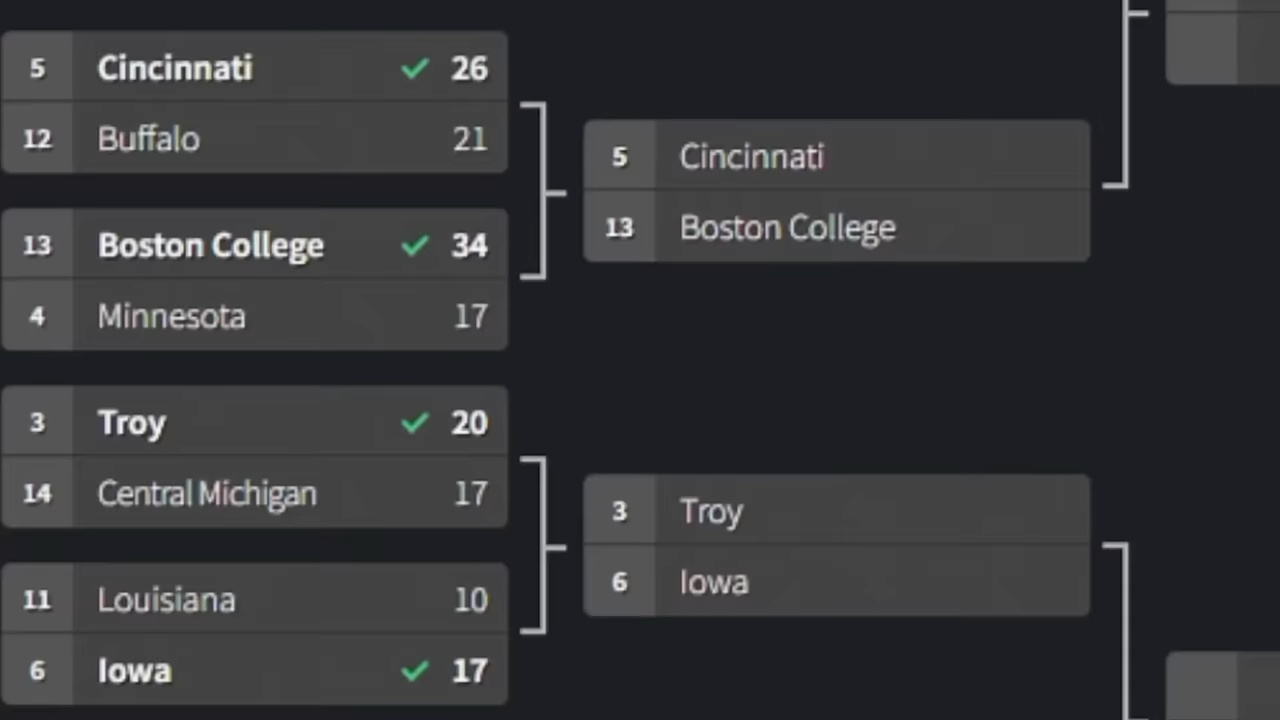 5 Cincinnati 26
12 Buffalo 21
13 Boston College 34
4 Minnesota 17
3 Troy 20
14 Central Michigan 17
11 Louisiana 10
6 Iowa 17
5 Cincinnati
13 Boston College
3 Troy
6 Iowa